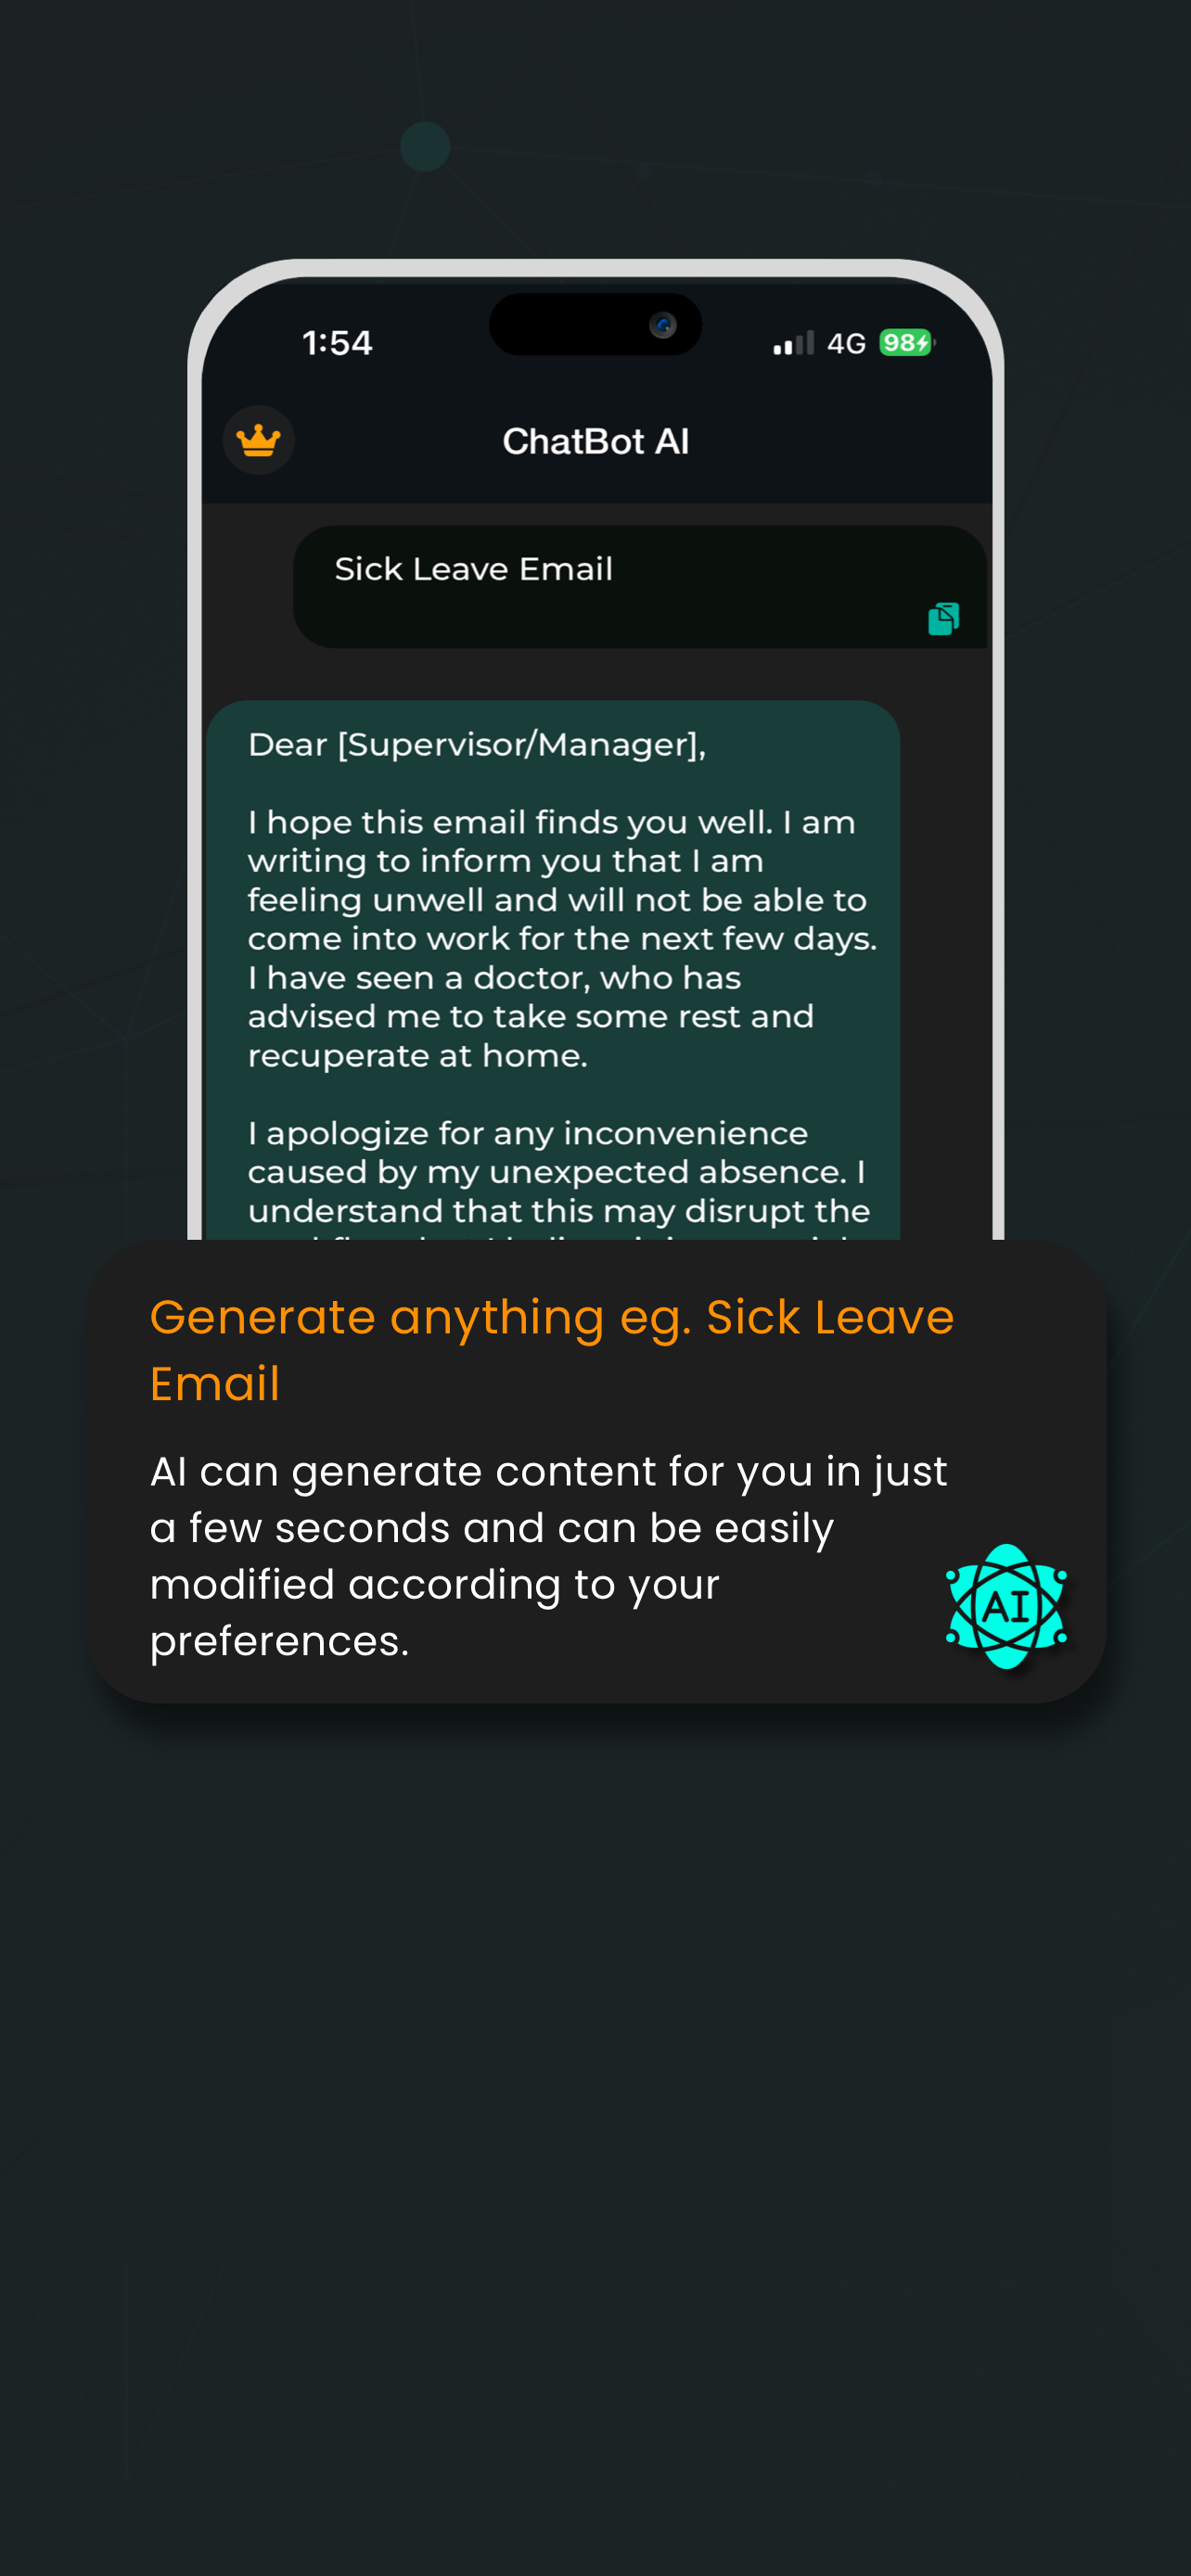 1:54
4G 98
ChatBot AI
Sick Leave Email
Dear [Supervisor/Manager],
I hope this email finds you well. I am
writing to inform you that I am
feeling unwell and will not be able to
come into work for the next few days.
I have seen a doctor, who has
advised me to take some rest and
recuperate at home.
I apologize for any inconvenience
caused by my unexpected absence. I
understand that this may disrupt the
Generate anything eg. Sick Leave
Email
AI can generate content for you in just
a few seconds and can be easily
modified according to your
preferences.
AI